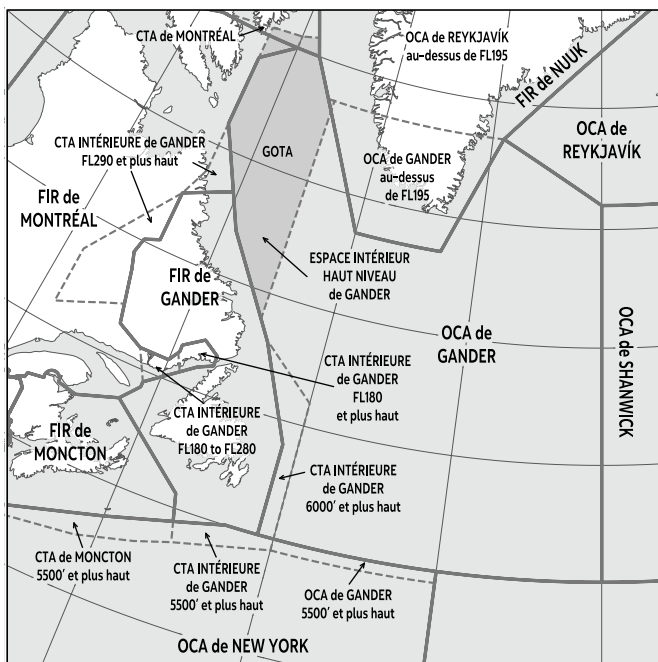 CTA de MONTRÉAL
OCA de REYKJAVÍK
au-dessus de FL195
FIR de NUUK
OCA de
REYKJAVÍK
CTA INTÉRIEURE de GANDER
FL290 et plus haut
GOTA
OCA de GANDER
au-dessus
de FL195
FIR de
MONTRÉAL
ESPACE INTÉRIEUR
HAUT NIVEAU
de GANDER
FIR de
GANDER
OCA de
GANDER
OCA de SHANWICK
CTA INTÉRIEURE
de GANDER
FL180
et plus haut
CTA INTÉRIEURE
de GANDER
FL180 to FL280
FIR de
MONCTON
CTA INTÉRIEURE
de GANDER
6000' et plus haut
CTA de MONCTON
5500' et plus haut
CTA INTÉRIEURE
de GANDER
5500' et plus haut
OCA de GANDER
5500' et plus haut
OCA de NEW YORK